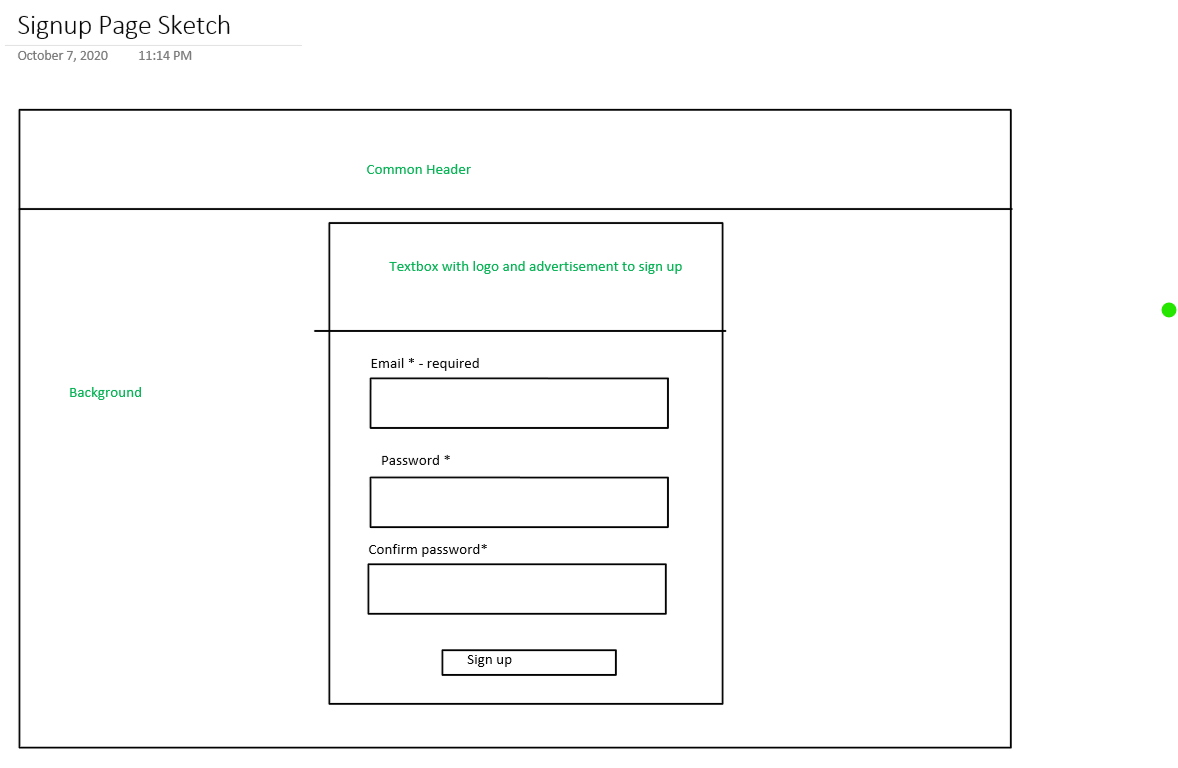 Signup Page Sketch
October 7, 2020 11:14 PM
Common Header
Textbox with logo and advertisement to sign up
Email * - required
Background
Password *
Confirm password*
Sign up